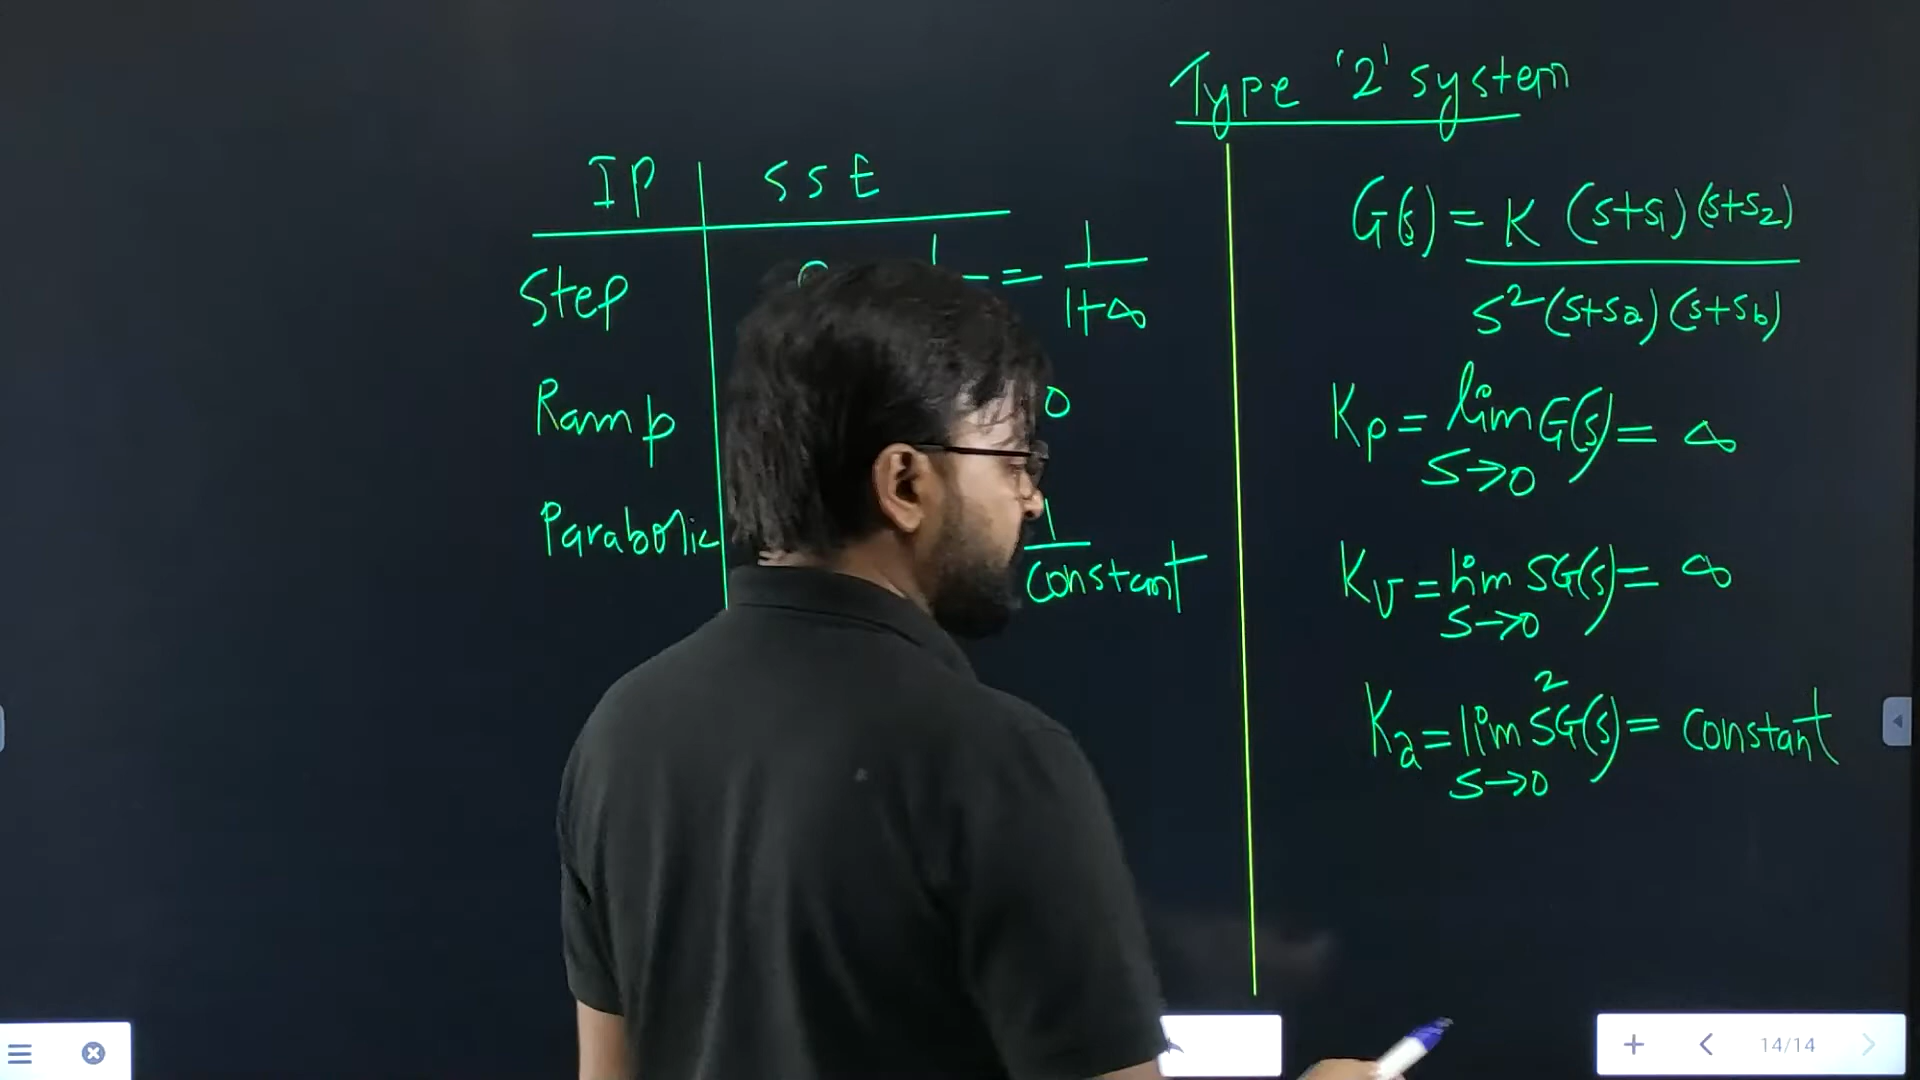 Type '2' system
IP | SSE
Step = 1/(1+∞)
Ramp 0
Parabolic 1/constant
G(s) = K (s+s1)(s+s2)
s²(s+sa)(s+sb)
Kp = lim G(s) = ∞
s→0
Kv = lim sG(s) = ∞
s→0
Ka = lim s²G(s) = constant
s→0
14/14